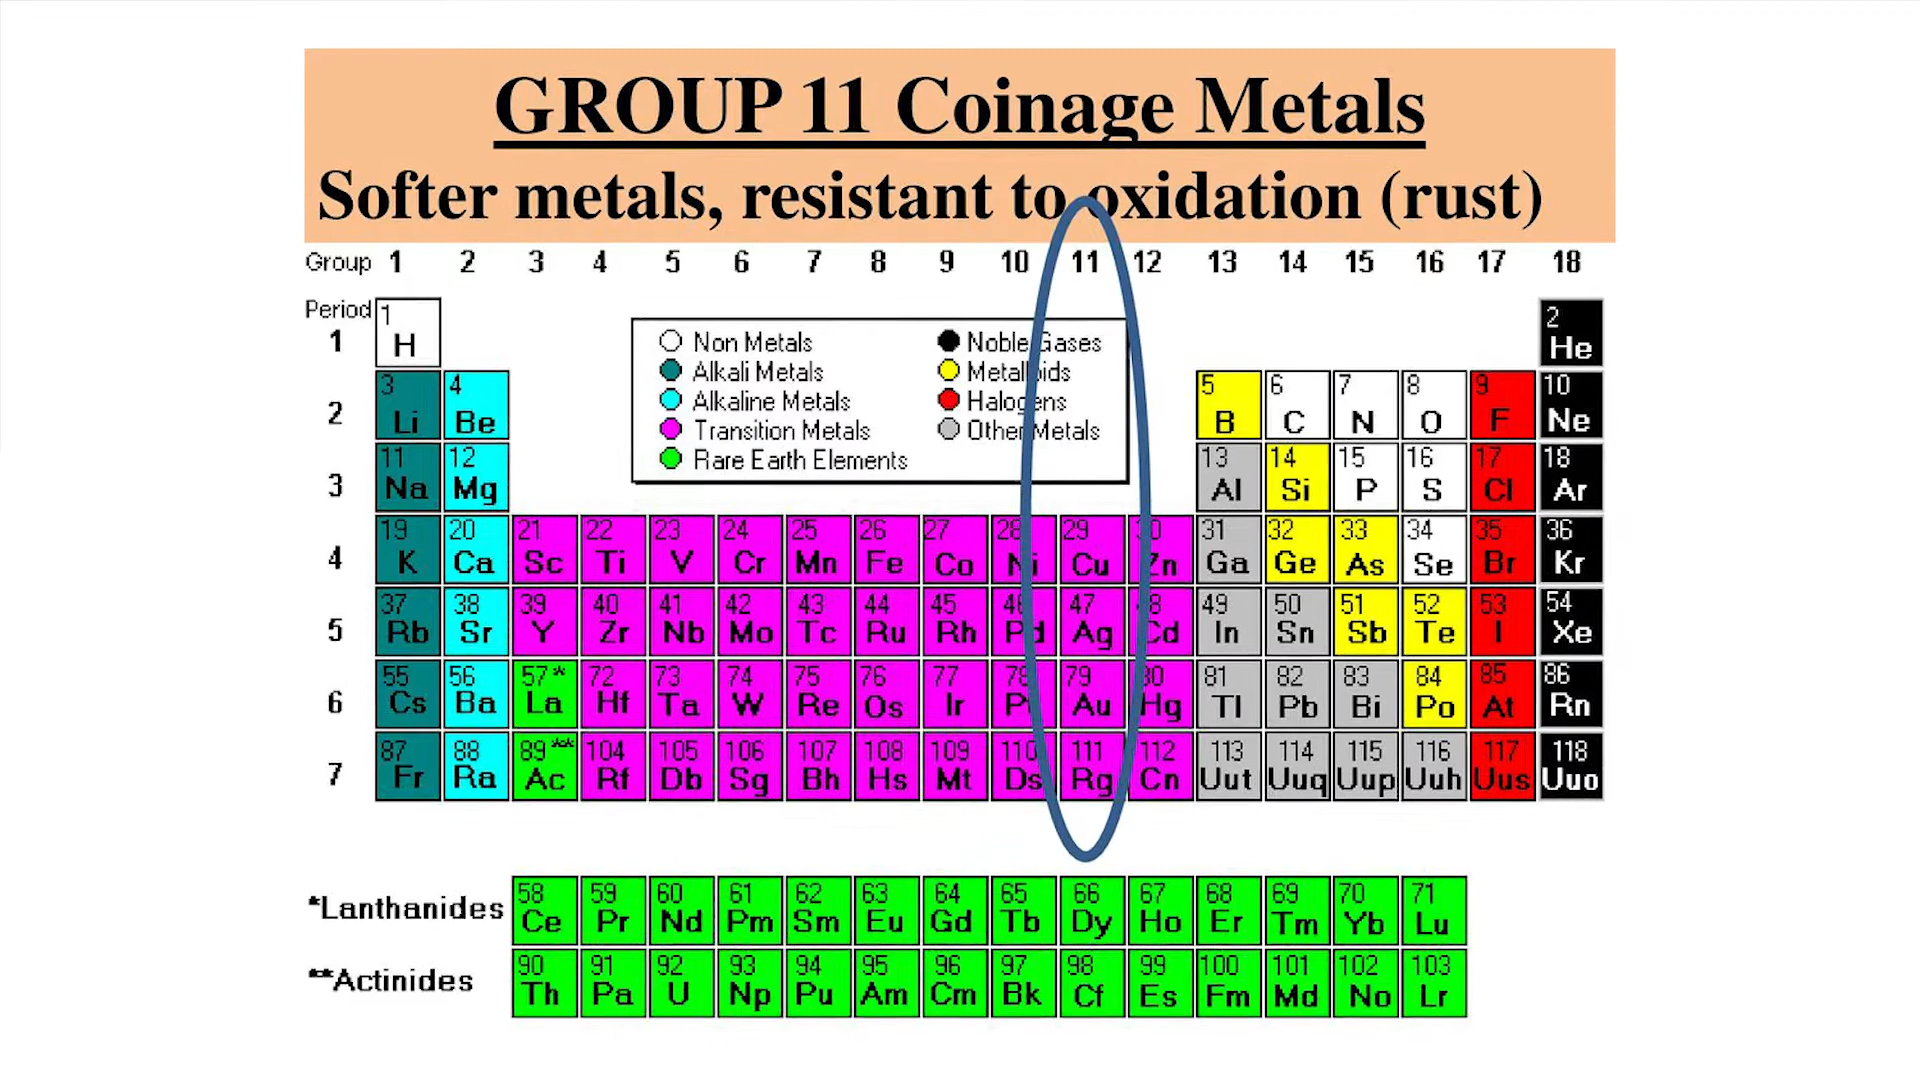 GROUP 11 Coinage Metals
Softer metals, resistant to oxidation (rust)
Group 1 2 3 4 5 6 7 8 9 10 11 12 13 14 15 16 17 18
Period
1 1 H 2 He
Non Metals Noble Gases
Alkali Metals Metalloids
Alkaline Metals Halogens
Transition Metals Other Metals
Rare Earth Elements
2 3 Li 4 Be 5 B 6 C 7 N 8 O 9 F 10 Ne
3 11 Na 12 Mg 13 Al 14 Si 15 P 16 S 17 Cl 18 Ar
4 19 K 20 Ca 21 Sc 22 Ti 23 V 24 Cr 25 Mn 26 Fe 27 Co 28 Ni 29 Cu 30 Zn 31 Ga 32 Ge 33 As 34 Se 35 Br 36 Kr
5 37 Rb 38 Sr 39 Y 40 Zr 41 Nb 42 Mo 43 Tc 44 Ru 45 Rh 46 Pd 47 Ag 48 Cd 49 In 50 Sn 51 Sb 52 Te 53 I 54 Xe
6 55 Cs 56 Ba 57* La 72 Hf 73 Ta 74 W 75 Re 76 Os 77 Ir 78 Pt 79 Au 80 Hg 81 Tl 82 Pb 83 Bi 84 Po 85 At 86 Rn
7 87 Fr 88 Ra 89** Ac 104 Rf 105 Db 106 Sg 107 Bh 108 Hs 109 Mt 110 Ds 111 Rg 112 Cn 113 Uut 114 Uuq 115 Uup 116 Uuh 117 Uus 118 Uuo
*Lanthanides 58 Ce 59 Pr 60 Nd 61 Pm 62 Sm 63 Eu 64 Gd 65 Tb 66 Dy 67 Ho 68 Er 69 Tm 70 Yb 71 Lu
**Actinides 90 Th 91 Pa 92 U 93 Np 94 Pu 95 Am 96 Cm 97 Bk 98 Cf 99 Es 100 Fm 101 Md 102 No 103 Lr